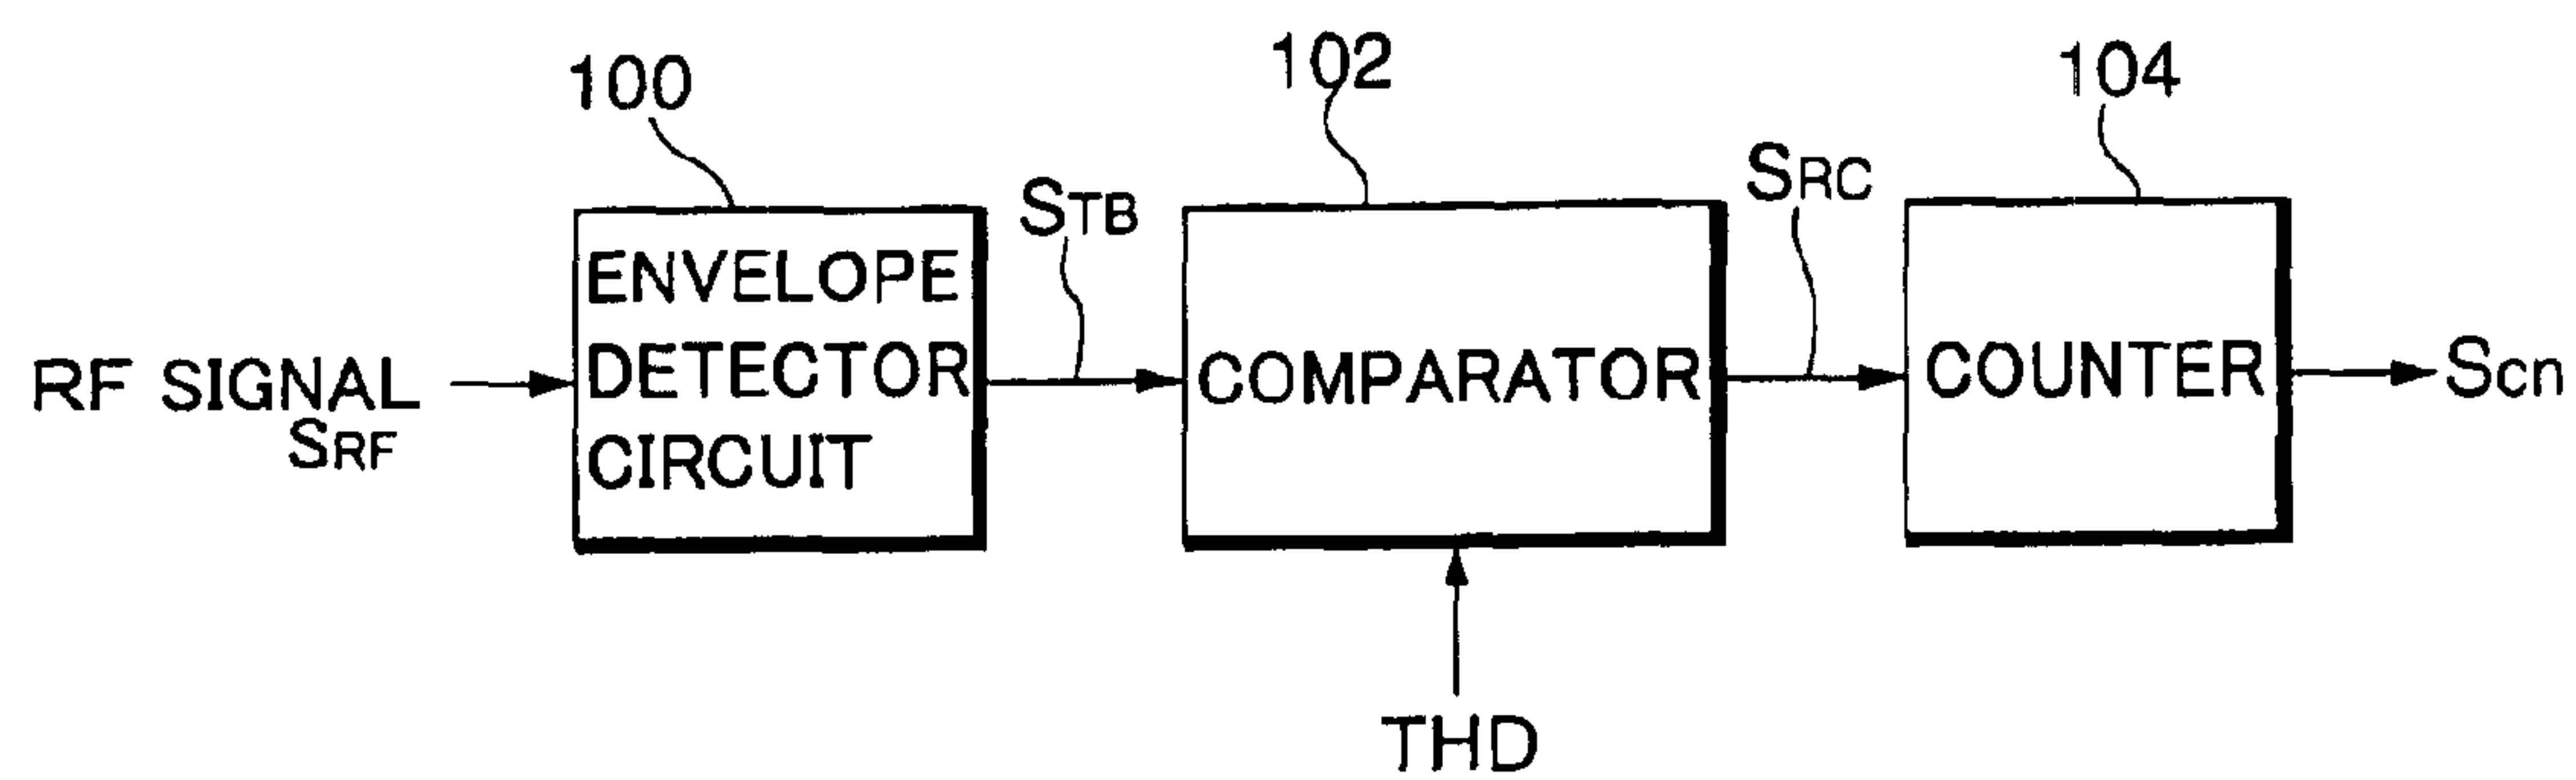 100
102
104
STB
SRC
ENVELOPE
DETECTOR
CIRCUIT
COMPARATOR
COUNTER
RF SIGNAL
SRF
Scn
THD